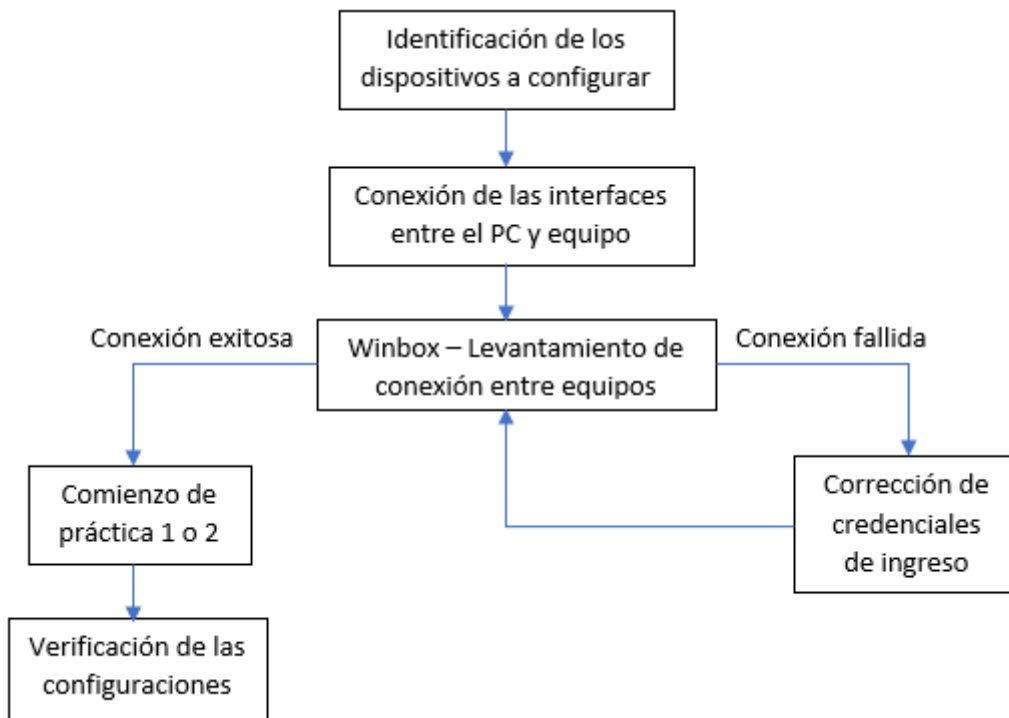 Identificación de los
dispositivos a configurar
Conexión de las interfaces
entre el PC y equipo
Conexión exitosa
Winbox – Levantamiento de
conexión entre equipos
Conexión fallida
Comienzo de
práctica 1 o 2
Corrección de
credenciales
de ingreso
Verificación de las
configuraciones